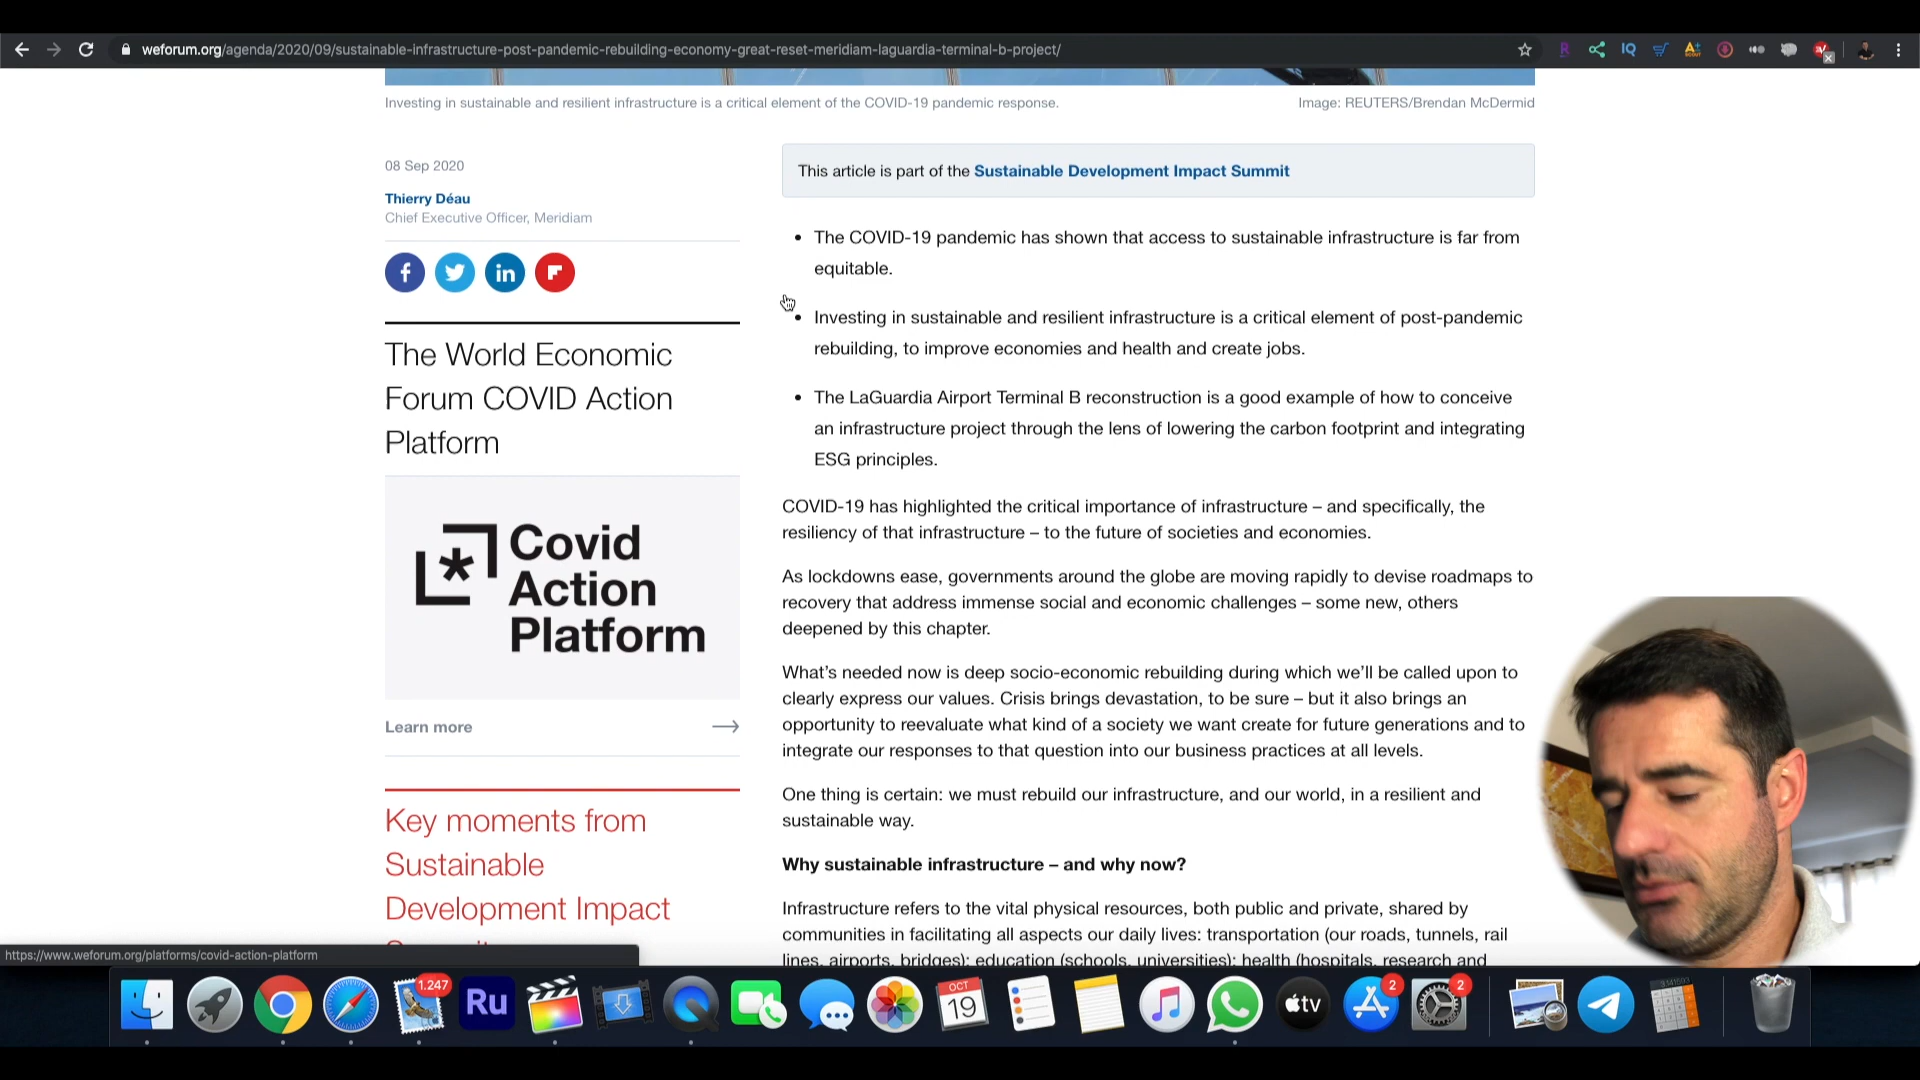 weforum.org/agenda/2020/09/sustainable-infrastructure-post-pandemic-rebuilding-economy-great-reset-meridiam-laguardia-terminal-b-project/
Investing in sustainable and resilient infrastructure is a critical element of the COVID-19 pandemic response.
Image: REUTERS/Brendan McDermid
08 Sep 2020
Thierry Déau
Chief Executive Officer, Meridiam
The World Economic
Forum COVID Action
Platform
Covid
Action
Platform
Learn more
Key moments from
Sustainable
Development Impact
This article is part of the Sustainable Development Impact Summit
• The COVID-19 pandemic has shown that access to sustainable infrastructure is far from
equitable.
• Investing in sustainable and resilient infrastructure is a critical element of post-pandemic
rebuilding, to improve economies and health and create jobs.
• The LaGuardia Airport Terminal B reconstruction is a good example of how to conceive
an infrastructure project through the lens of lowering the carbon footprint and integrating
ESG principles.
COVID-19 has highlighted the critical importance of infrastructure – and specifically, the
resiliency of that infrastructure – to the future of societies and economies.
As lockdowns ease, governments around the globe are moving rapidly to devise roadmaps to
recovery that address immense social and economic challenges – some new, others
deepened by this chapter.
What's needed now is deep socio-economic rebuilding during which we'll be called upon to
clearly express our values. Crisis brings devastation, to be sure – but it also brings an
opportunity to reevaluate what kind of a society we want create for future generations and to
integrate our responses to that question into our business practices at all levels.
One thing is certain: we must rebuild our infrastructure, and our world, in a resilient and
sustainable way.
Why sustainable infrastructure – and why now?
Infrastructure refers to the vital physical resources, both public and private, shared by
communities in facilitating all aspects our daily lives: transportation (our roads, tunnels, rail
lines, airports, bridges); education (schools, universities); health (hospitals, research and
https://www.weforum.org/platforms/covid-action-platform
1.247
Ru
OCT
19
tv
2
2